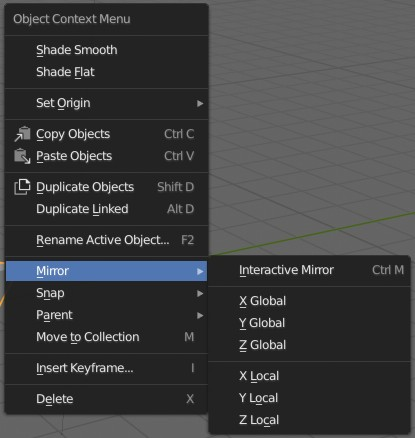 Object Context Menu
Shade Smooth
Shade Flat
Set Origin
Copy Objects Ctrl C
Paste Objects Ctrl V
Duplicate Objects Shift D
Duplicate Linked Alt D
Rename Active Object... F2
Mirror
Snap
Parent
Move to Collection M
Insert Keyframe... I
Delete X
Interactive Mirror Ctrl M
X Global
Y Global
Z Global
X Local
Y Local
Z Local